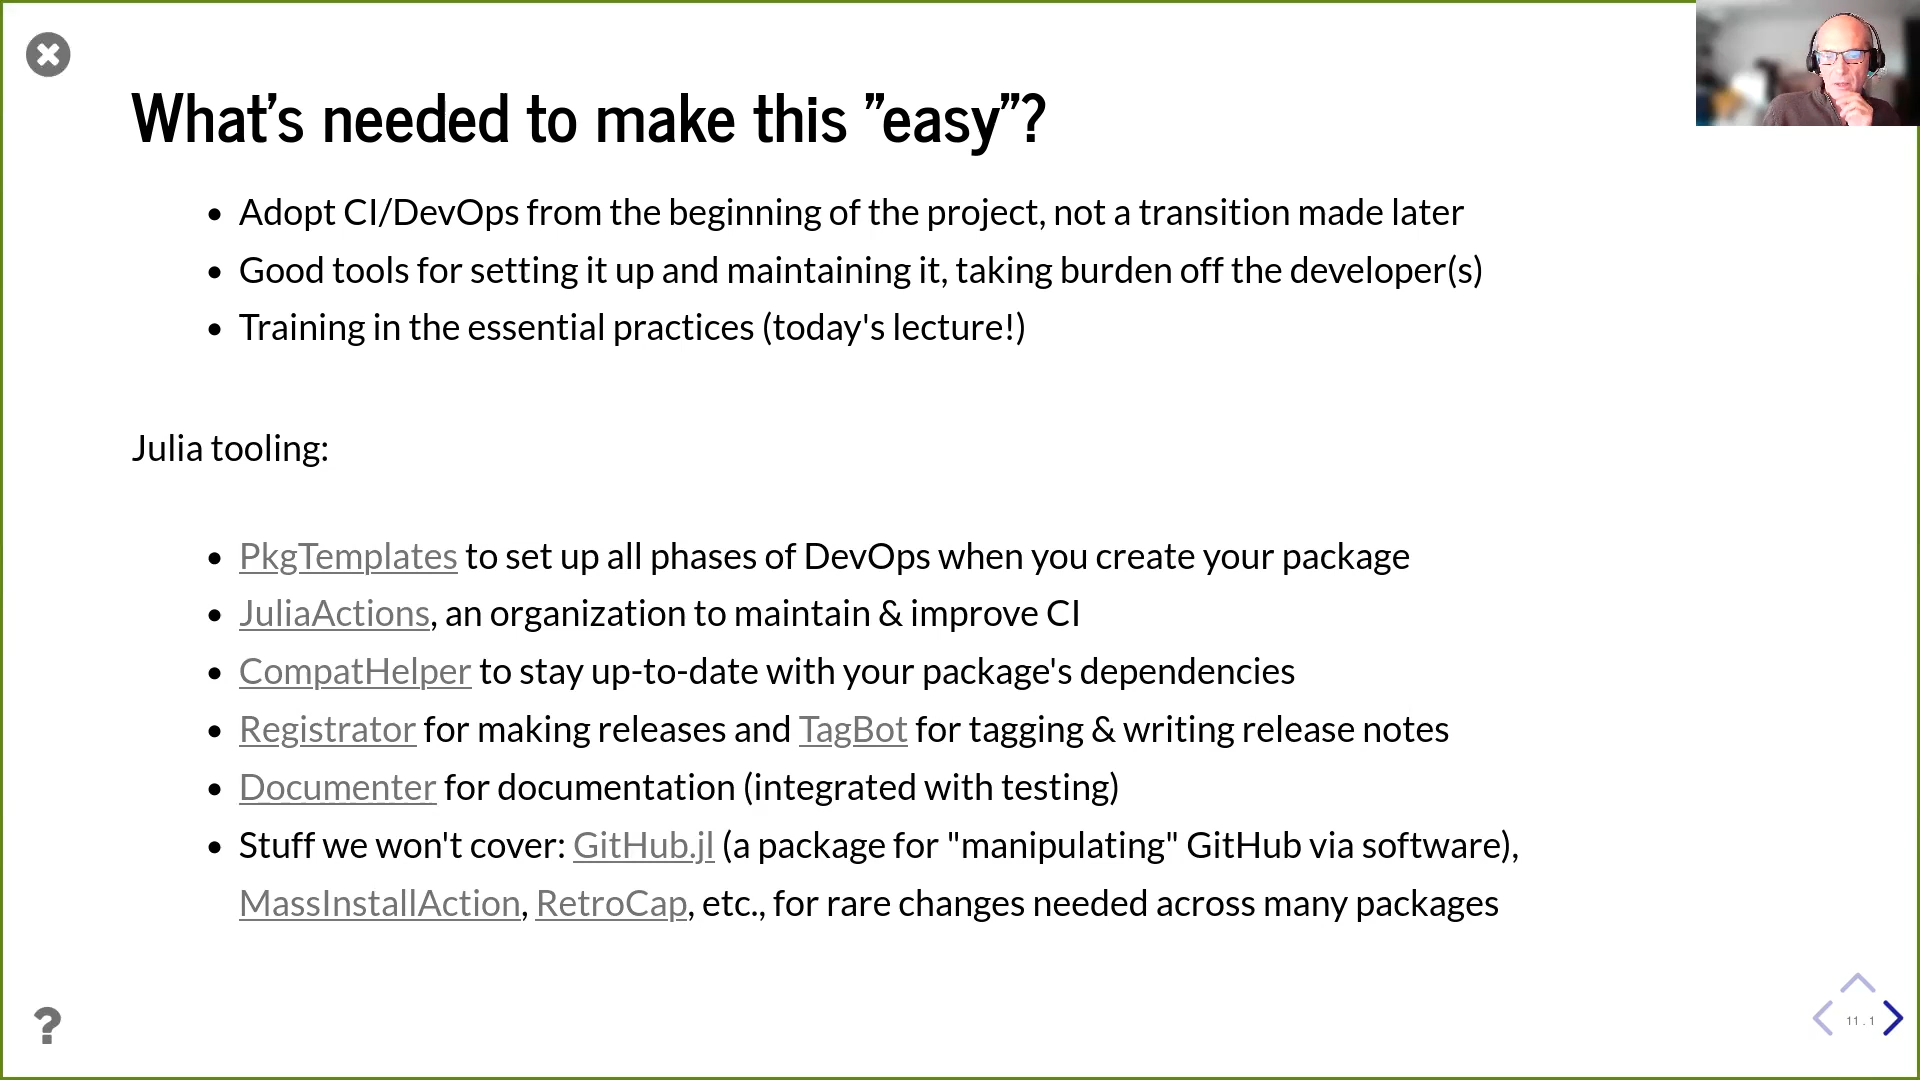 What’s needed to make this ”easy”?
Adopt CI/DevOps from the beginning of the project, not a transition made later
Good tools for setting it up and maintaining it, taking burden off the developer(s)
Training in the essential practices (today's lecture!)
Julia tooling:
PkgTemplates to set up all phases of DevOps when you create your package
JuliaActions, an organization to maintain & improve CI
CompatHelper to stay up-to-date with your package's dependencies
Registrator for making releases and TagBot for tagging & writing release notes
Documenter for documentation (integrated with testing)
Stuff we won't cover: GitHub.jl (a package for "manipulating" GitHub via software),
MassInstallAction, RetroCap, etc., for rare changes needed across many packages
?
11.1